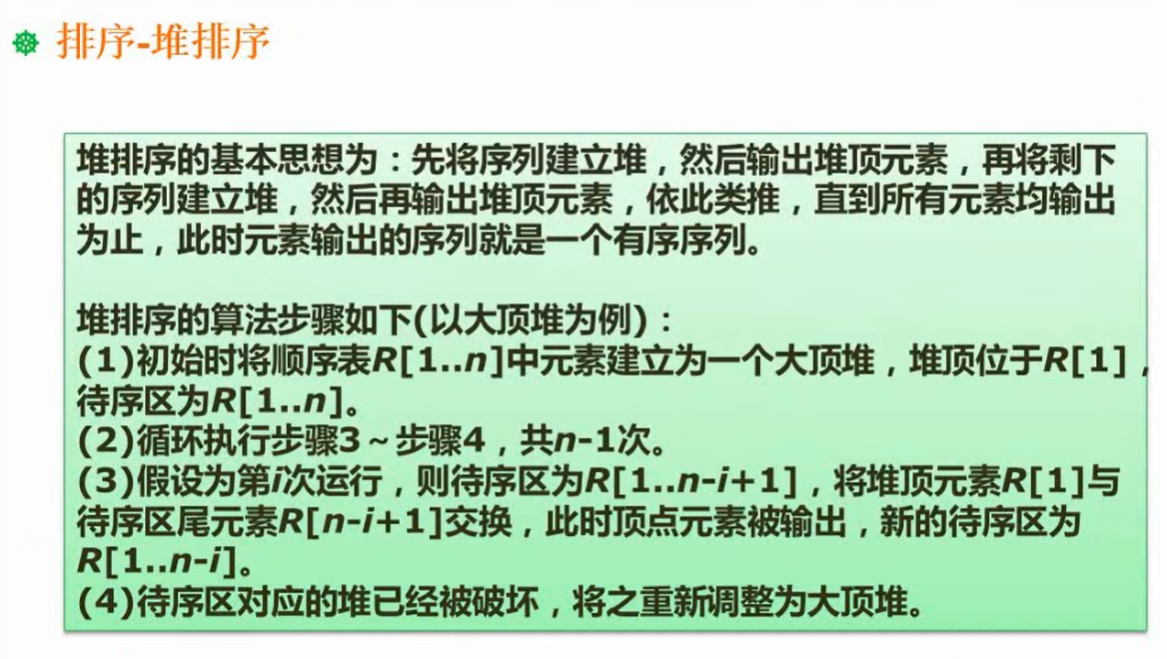 排序-堆排序
堆排序的基本思想为：先将序列建立堆，然后输出堆顶元素，再将剩下
的序列建立堆，然后再输出堆顶元素，依此类推，直到所有元素均输出
为止，此时元素输出的序列就是一个有序序列。
堆排序的算法步骤如下(以大顶堆为例)：
(1)初始时将顺序表R[1..n]中元素建立为一个大顶堆，堆顶位于R[1]，
待序区为R[1..n]。
(2)循环执行步骤3～步骤4，共n-1次。
(3)假设为第i次运行，则待序区为R[1..n-i+1]，将堆顶元素R[1]与
待序区尾元素R[n-i+1]交换，此时顶点元素被输出，新的待序区为
R[1..n-i]。
(4)待序区对应的堆已经被破坏，将之重新调整为大顶堆。